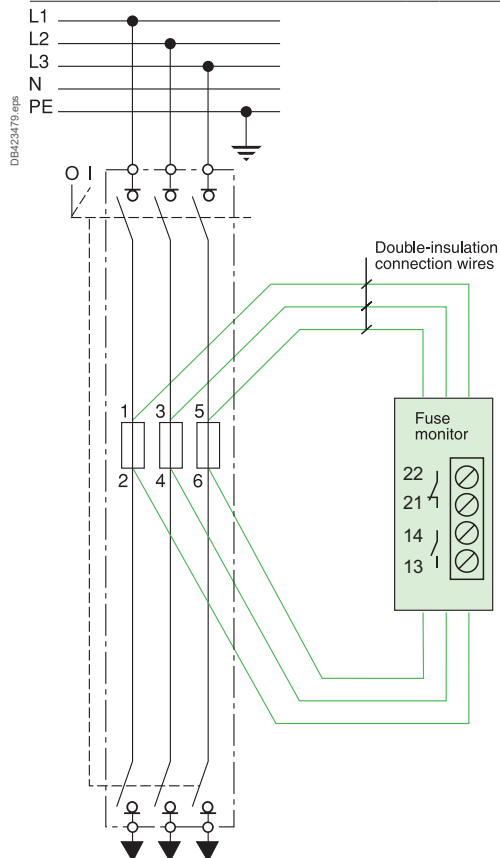 L1
L2
L3
N
PE
DB423479.eps
O I
Double-insulation
connection wires
1 3 5
2 4 6
Fuse
monitor
22
21
14
13